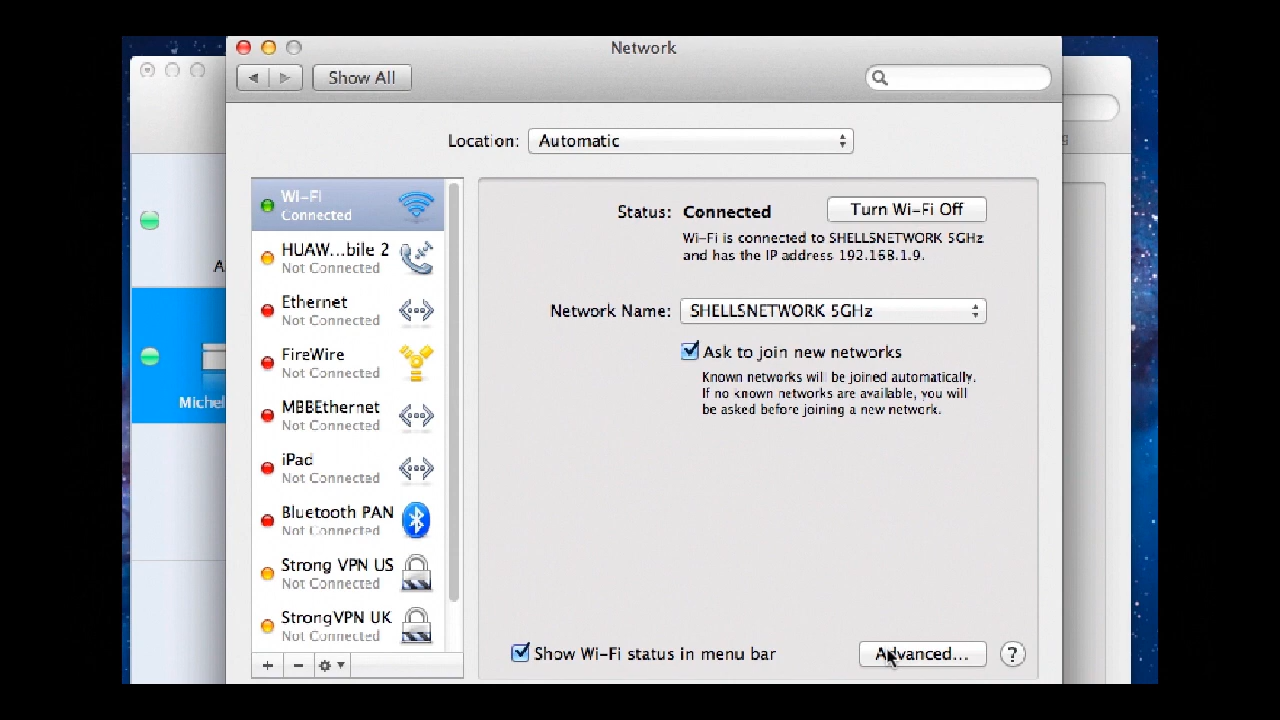 Network
Show All
g
Location: Automatic
Wi-Fi
Connected
HUAW...bile 2
Not Connected
Ethernet
Not Connected
FireWire
Not Connected
MBBEthernet
Not Connected
iPad
Not Connected
Bluetooth PAN
Not Connected
Strong VPN US
Not Connected
StrongVPN UK
Not Connected
A
Michel
Status: Connected
Turn Wi-Fi Off
Wi-Fi is connected to SHELLSNETWORK 5GHz
and has the IP address 192.168.1.9.
Network Name: SHELLSNETWORK 5GHz
Ask to join new networks
Known networks will be joined automatically.
If no known networks are available, you will
be asked before joining a new network.
Show Wi-Fi status in menu bar
Advanced...
?